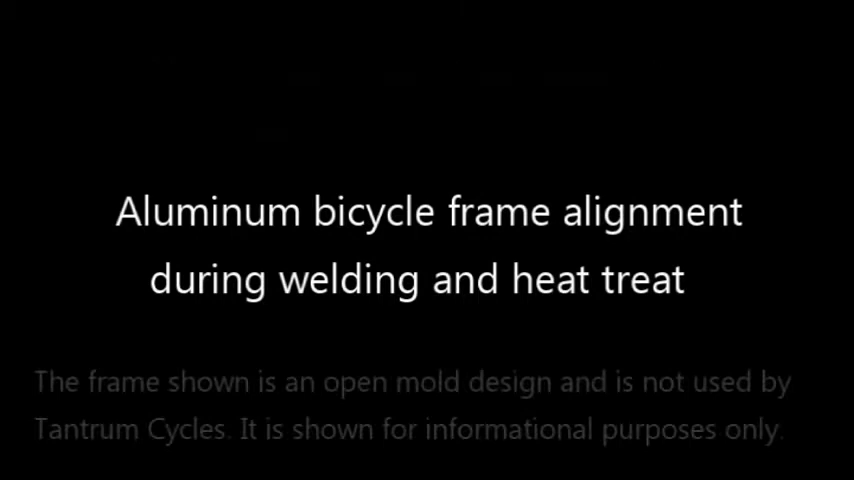 Aluminum bicycle frame alignment
during welding and heat treat
The frame shown is an open mold design and is not used by
Tantrum Cycles. It is shown for informational purposes only.